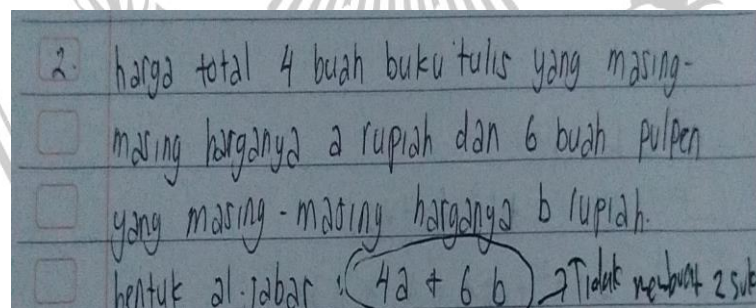 2. harga total 4 buah buku tulis yang masing-
masing harganya a rupiah dan 6 buah pulpen
yang masing-masing harganya b rupiah.
bentuk al-jabar : 4a + 6b → Tidak membuat 2 suku